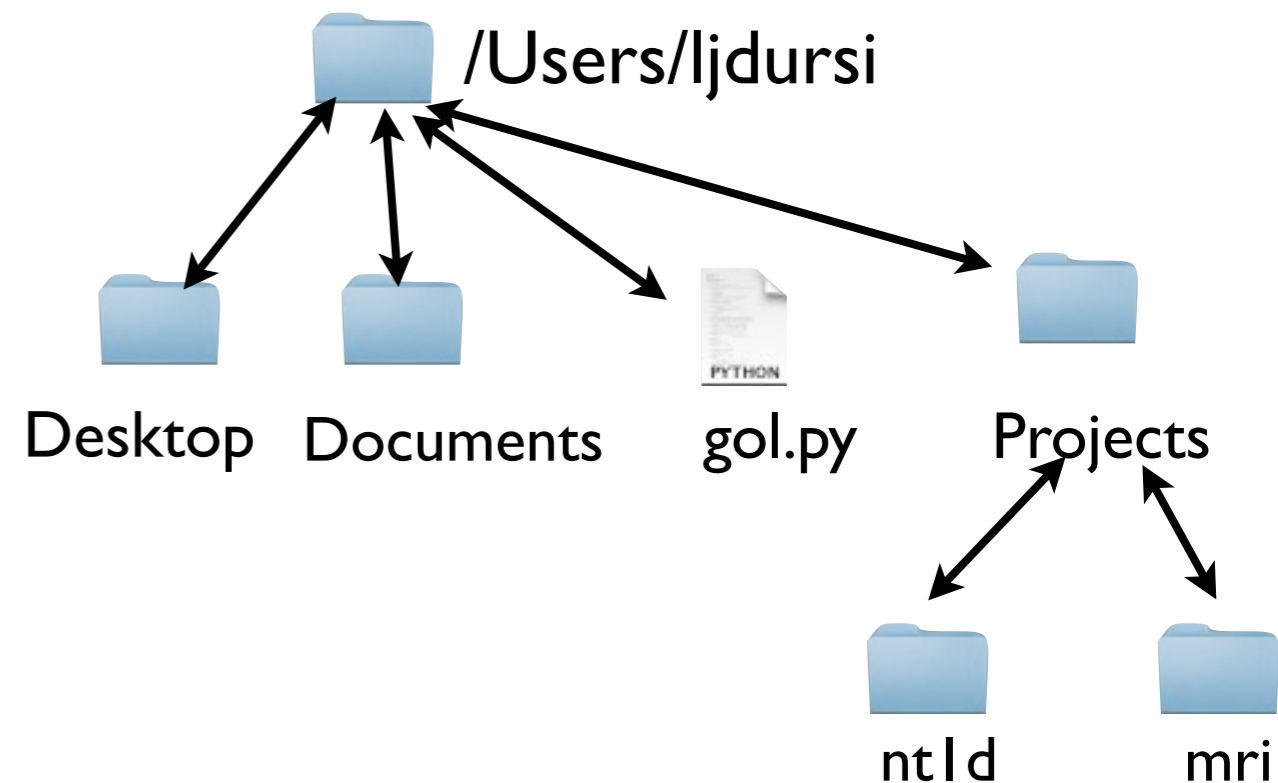 /Users/ljdursi
PYTHON
Desktop
Documents
gol.py
Projects
nt1d
mri